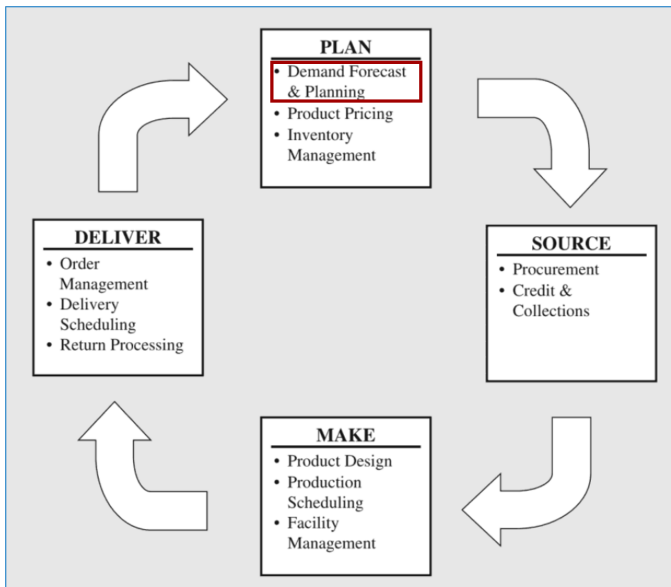 PLAN
• Demand Forecast
& Planning
• Product Pricing
• Inventory
Management
DELIVER
• Order
Management
• Delivery
Scheduling
• Return Processing
SOURCE
• Procurement
• Credit &
Collections
MAKE
• Product Design
• Production
Scheduling
• Facility
Management